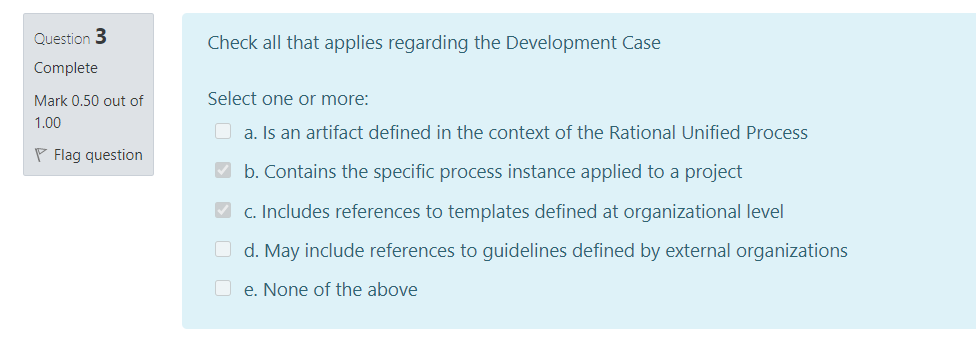 Question 3
Complete
Mark 0.50 out of
1.00
Flag question
Check all that applies regarding the Development Case
Select one or more:
a. Is an artifact defined in the context of the Rational Unified Process
b. Contains the specific process instance applied to a project
c. Includes references to templates defined at organizational level
d. May include references to guidelines defined by external organizations
e. None of the above